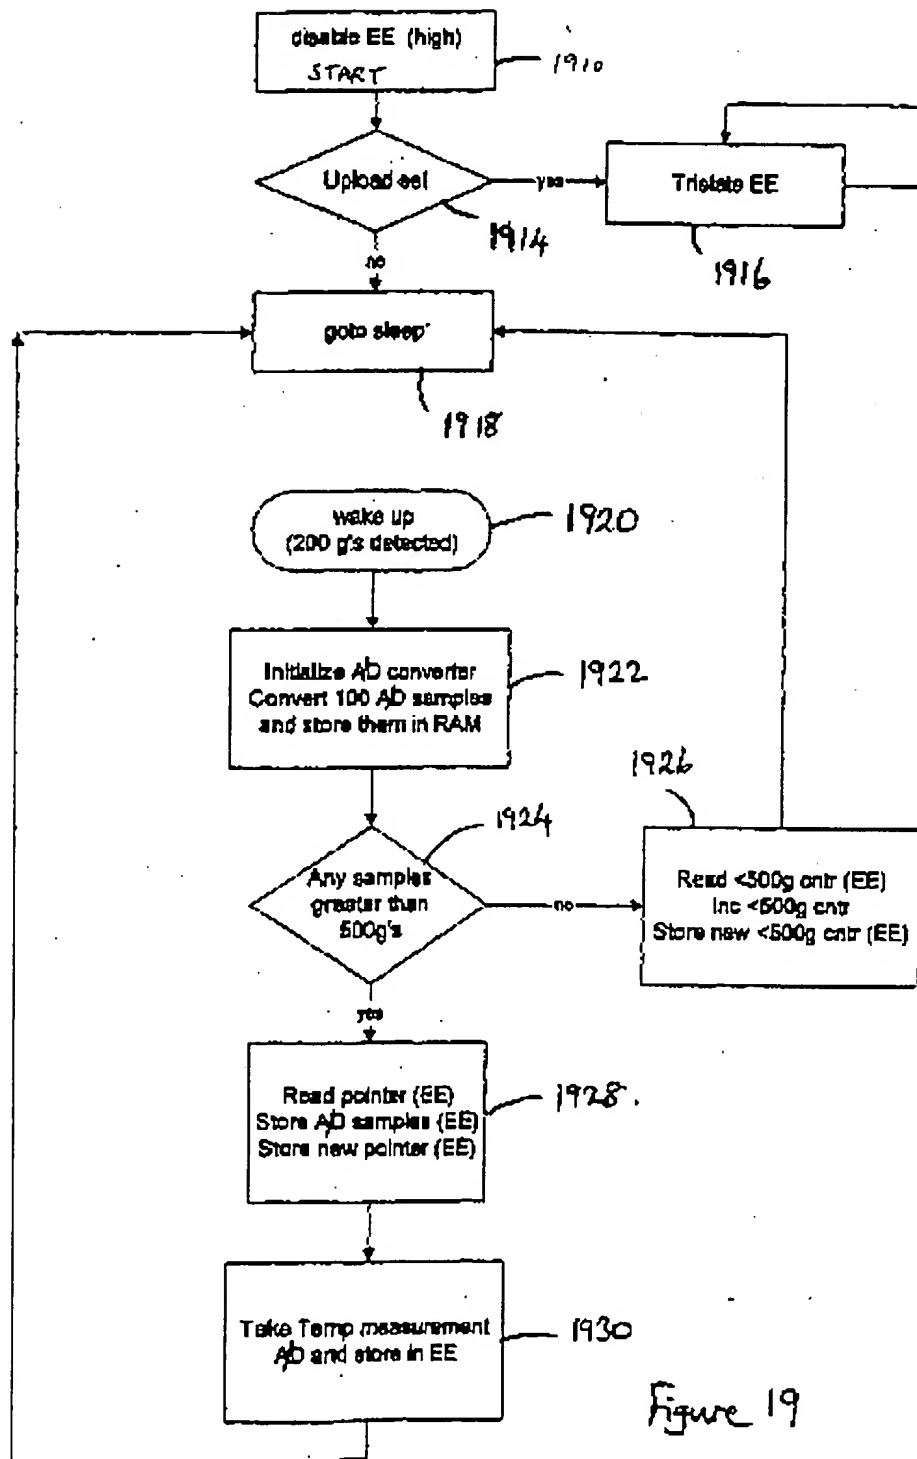 disable EE (high)
START
1910
Upload set
yes
Tristate EE
1914
1916
no
goto sleep
1918
wake up
(200 g's detected)
1920
Initialize A/D converter
Convert 100 A/D samples
and store them in RAM
1922
1924
1926
Any samples
greater than
500g's
no
Read <500g cntr (EE)
Inc <500g cntr
Store new <500g cntr (EE)
yes
Read pointer (EE)
Store A/D samples (EE)
Store new pointer (EE)
1928.
Take Temp measurement
A/D and store in EE
1930
Figure 19